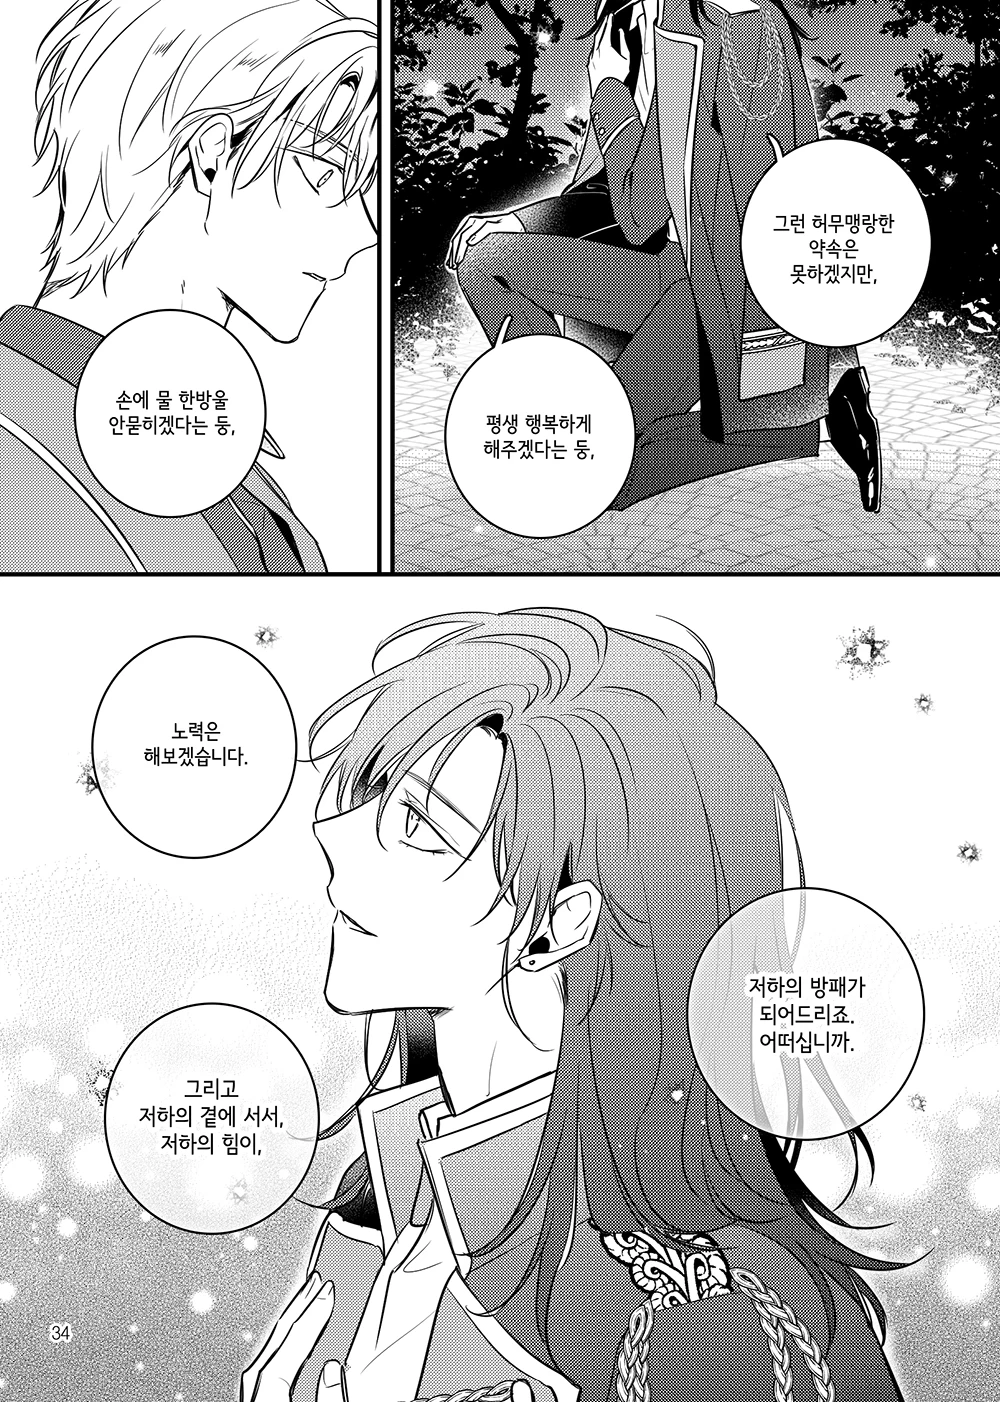 손에 물 한방울
안묻히겠다는 둥,
평생 행복하게
해주겠다는 둥,
그런 허무맹랑한
약속은
못하겠지만,
노력은
해보겠습니다.
그리고
저하의 곁에 서서,
저하의 힘이,
저하의 방패가
되어드리죠.
어떠십니까.
34